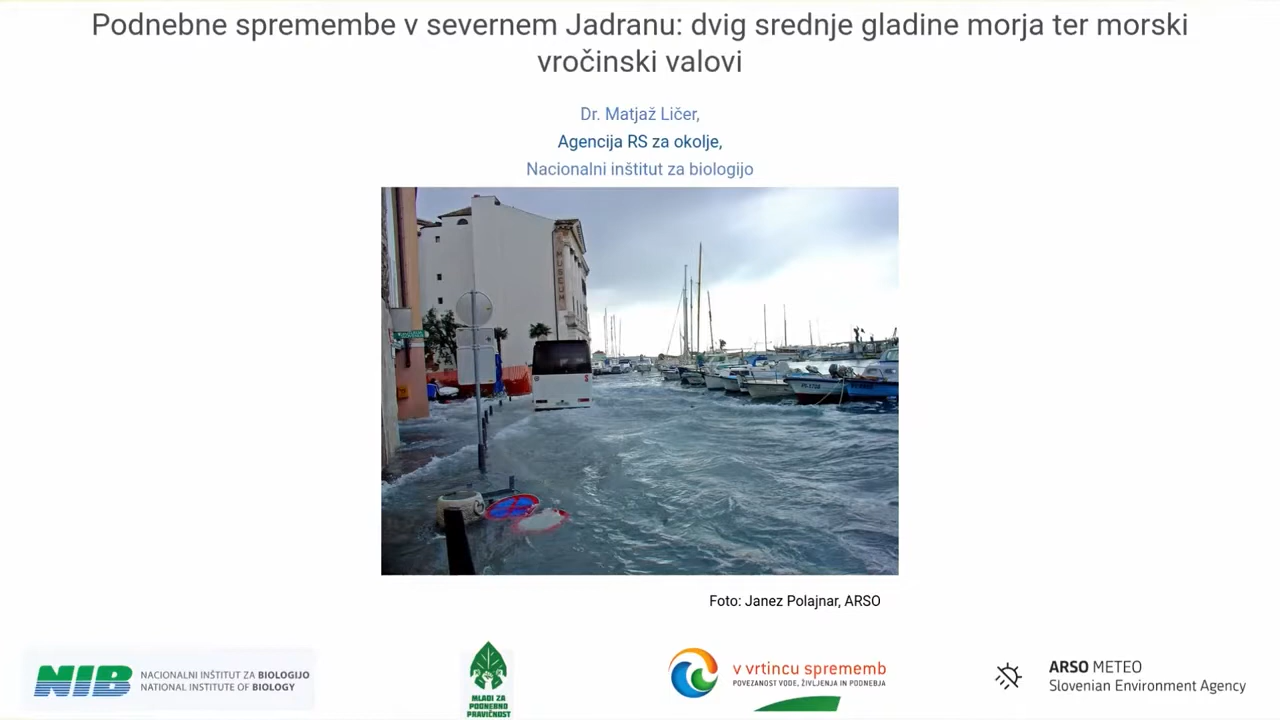 Podnebne spremembe v severnem Jadranu: dvig srednje gladine morja ter morski
vročinski valovi
Dr. Matjaž Ličer,
Agencija RS za okolje,
Nacionalni inštitut za biologijo
MUSEUM
Foto: Janez Polajnar, ARSO
NIB
NACIONALNI INŠTITUT ZA BIOLOGIJO
NATIONAL INSTITUTE OF BIOLOGY
MLADI ZA
PODNEBNO
PRAVIČNOST
v vrtincu sprememb
POVEZANOST VODE, ŽIVLJENJA IN PODNEBJA
ARSO METEO
Slovenian Environment Agency